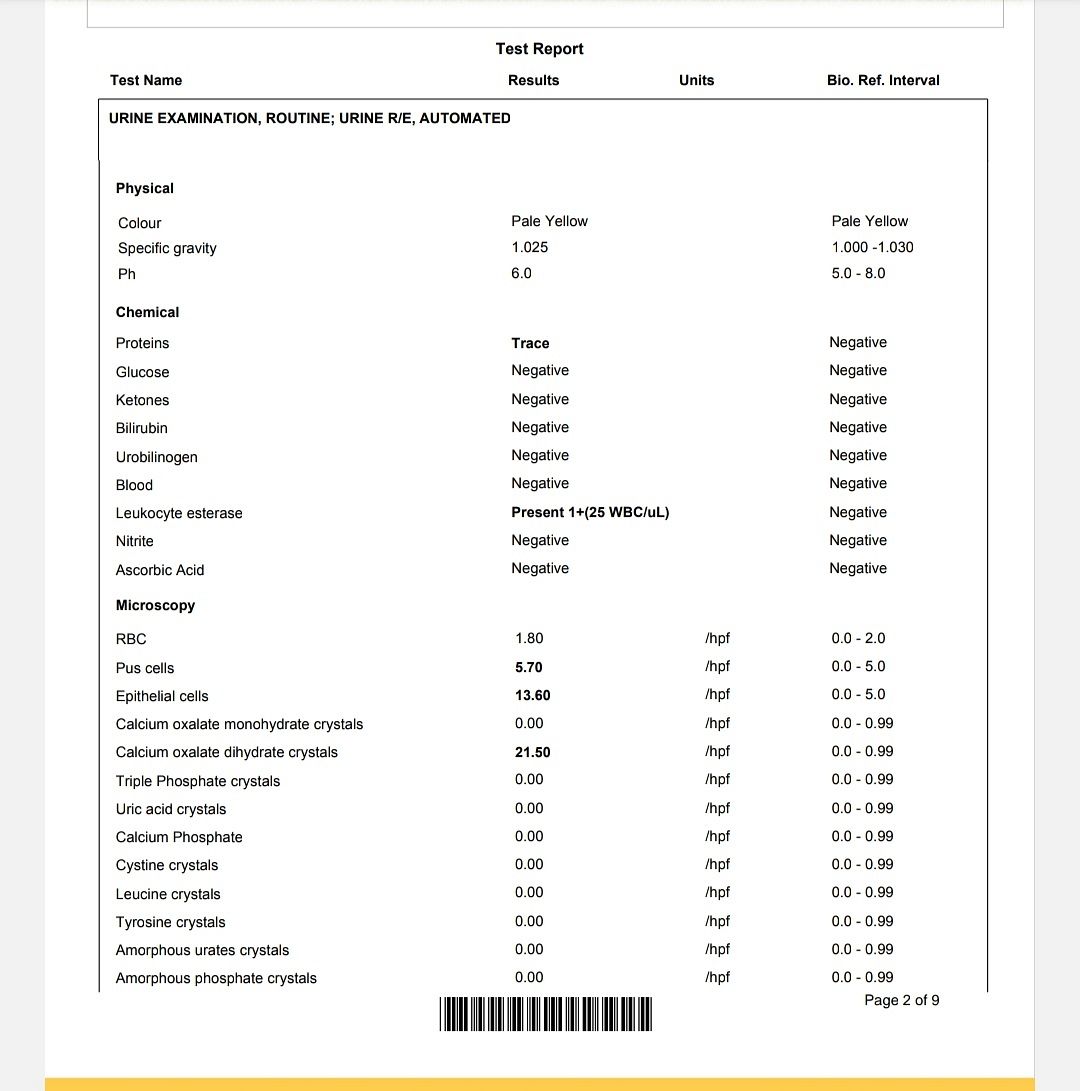 Test Report
Test Name Results Units Bio. Ref. Interval
URINE EXAMINATION, ROUTINE; URINE R/E, AUTOMATED
Physical
Colour Pale Yellow Pale Yellow
Specific gravity 1.025 1.000 -1.030
Ph 6.0 5.0 - 8.0
Chemical
Proteins Trace Negative
Glucose Negative Negative
Ketones Negative Negative
Bilirubin Negative Negative
Urobilinogen Negative Negative
Blood Negative Negative
Leukocyte esterase Present 1+(25 WBC/uL) Negative
Nitrite Negative Negative
Ascorbic Acid Negative Negative
Microscopy
RBC 1.80 /hpf 0.0 - 2.0
Pus cells 5.70 /hpf 0.0 - 5.0
Epithelial cells 13.60 /hpf 0.0 - 5.0
Calcium oxalate monohydrate crystals 0.00 /hpf 0.0 - 0.99
Calcium oxalate dihydrate crystals 21.50 /hpf 0.0 - 0.99
Triple Phosphate crystals 0.00 /hpf 0.0 - 0.99
Uric acid crystals 0.00 /hpf 0.0 - 0.99
Calcium Phosphate 0.00 /hpf 0.0 - 0.99
Cystine crystals 0.00 /hpf 0.0 - 0.99
Leucine crystals 0.00 /hpf 0.0 - 0.99
Tyrosine crystals 0.00 /hpf 0.0 - 0.99
Amorphous urates crystals 0.00 /hpf 0.0 - 0.99
Amorphous phosphate crystals 0.00 /hpf 0.0 - 0.99
Page 2 of 9